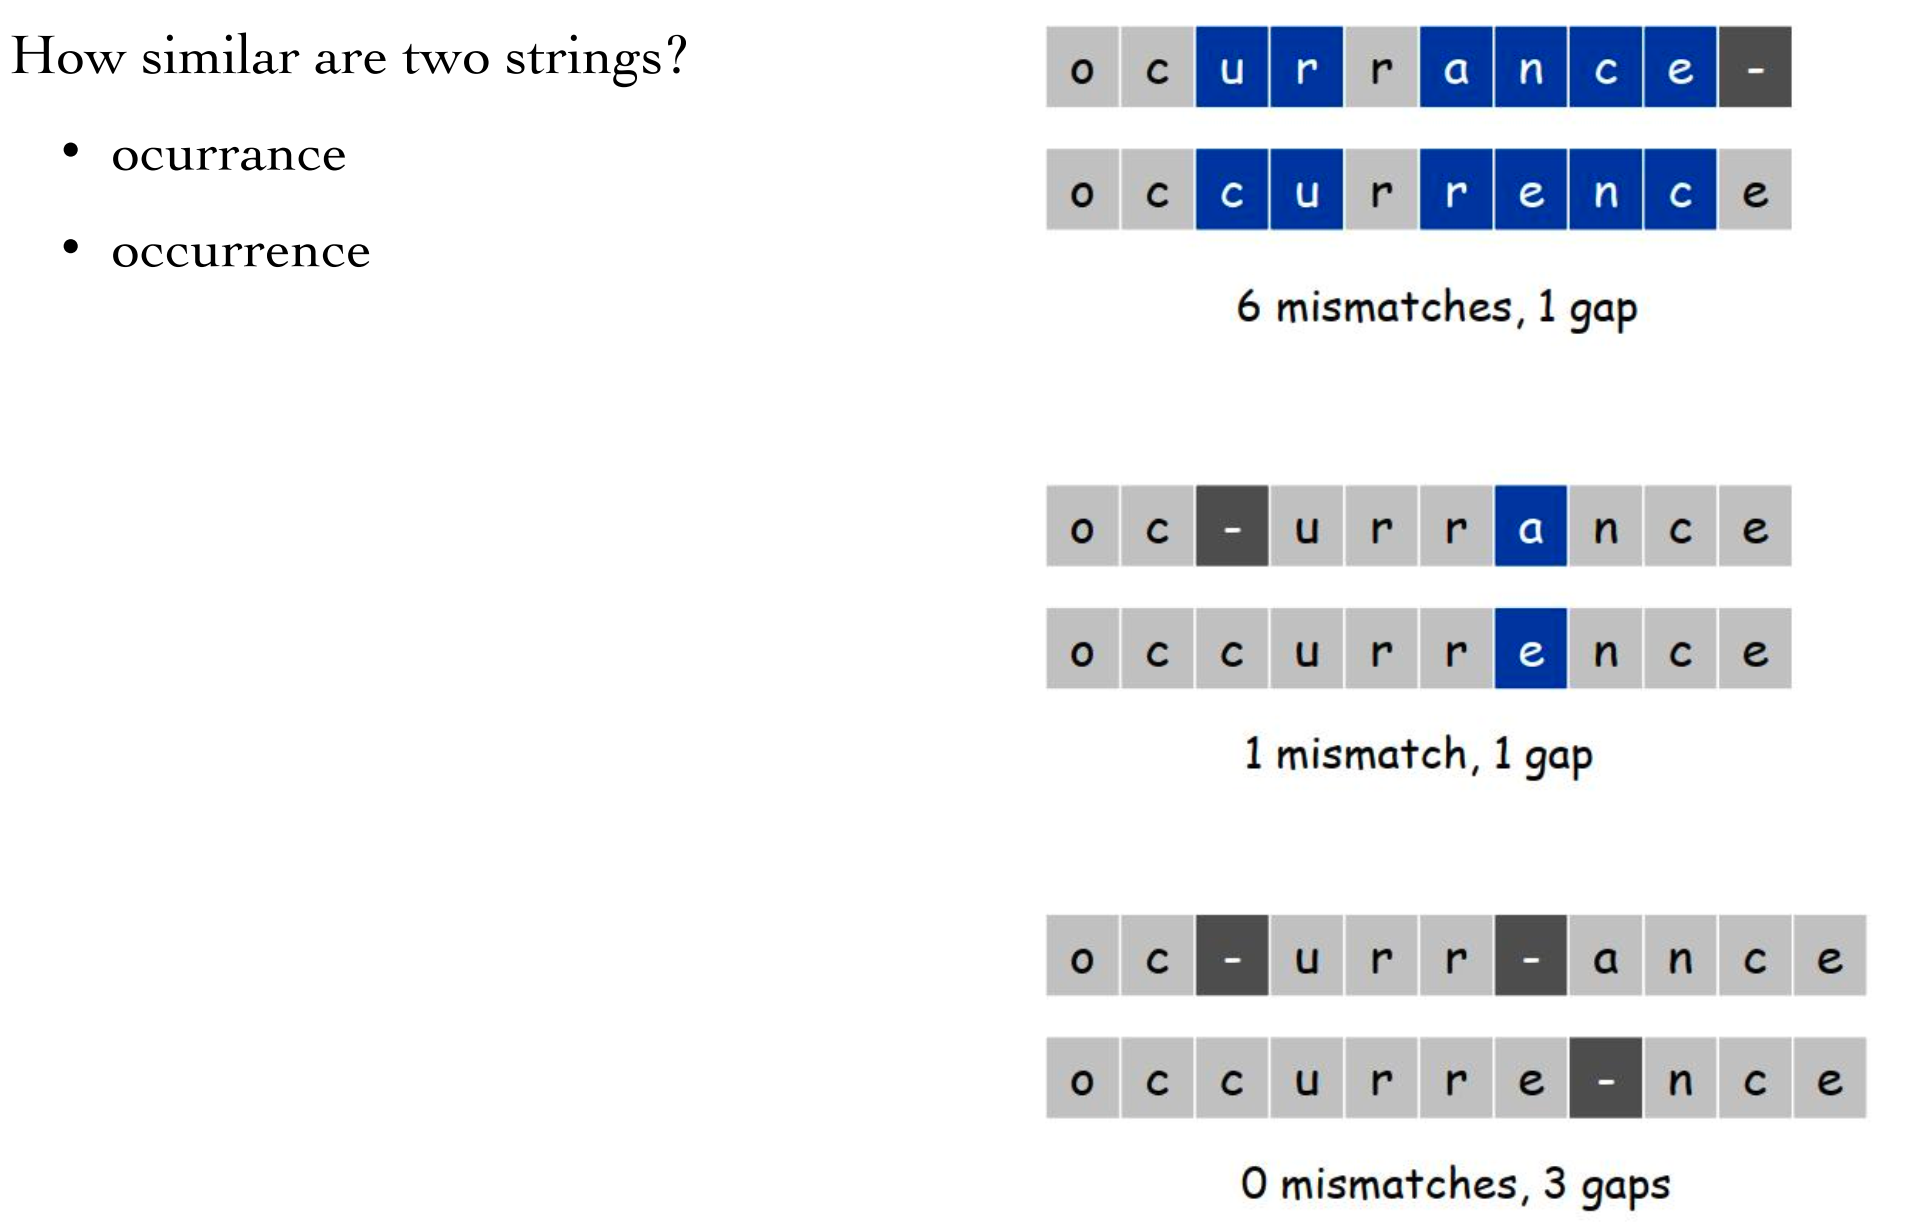 How similar are two strings?
• ocurrance
• occurrence
o c u r r a n c e -
o c c u r r e n c e
6 mismatches, 1 gap
o c - u r r a n c e
o c c u r r e n c e
1 mismatch, 1 gap
o c - u r r - a n c e
o c c u r r e - n c e
0 mismatches, 3 gaps